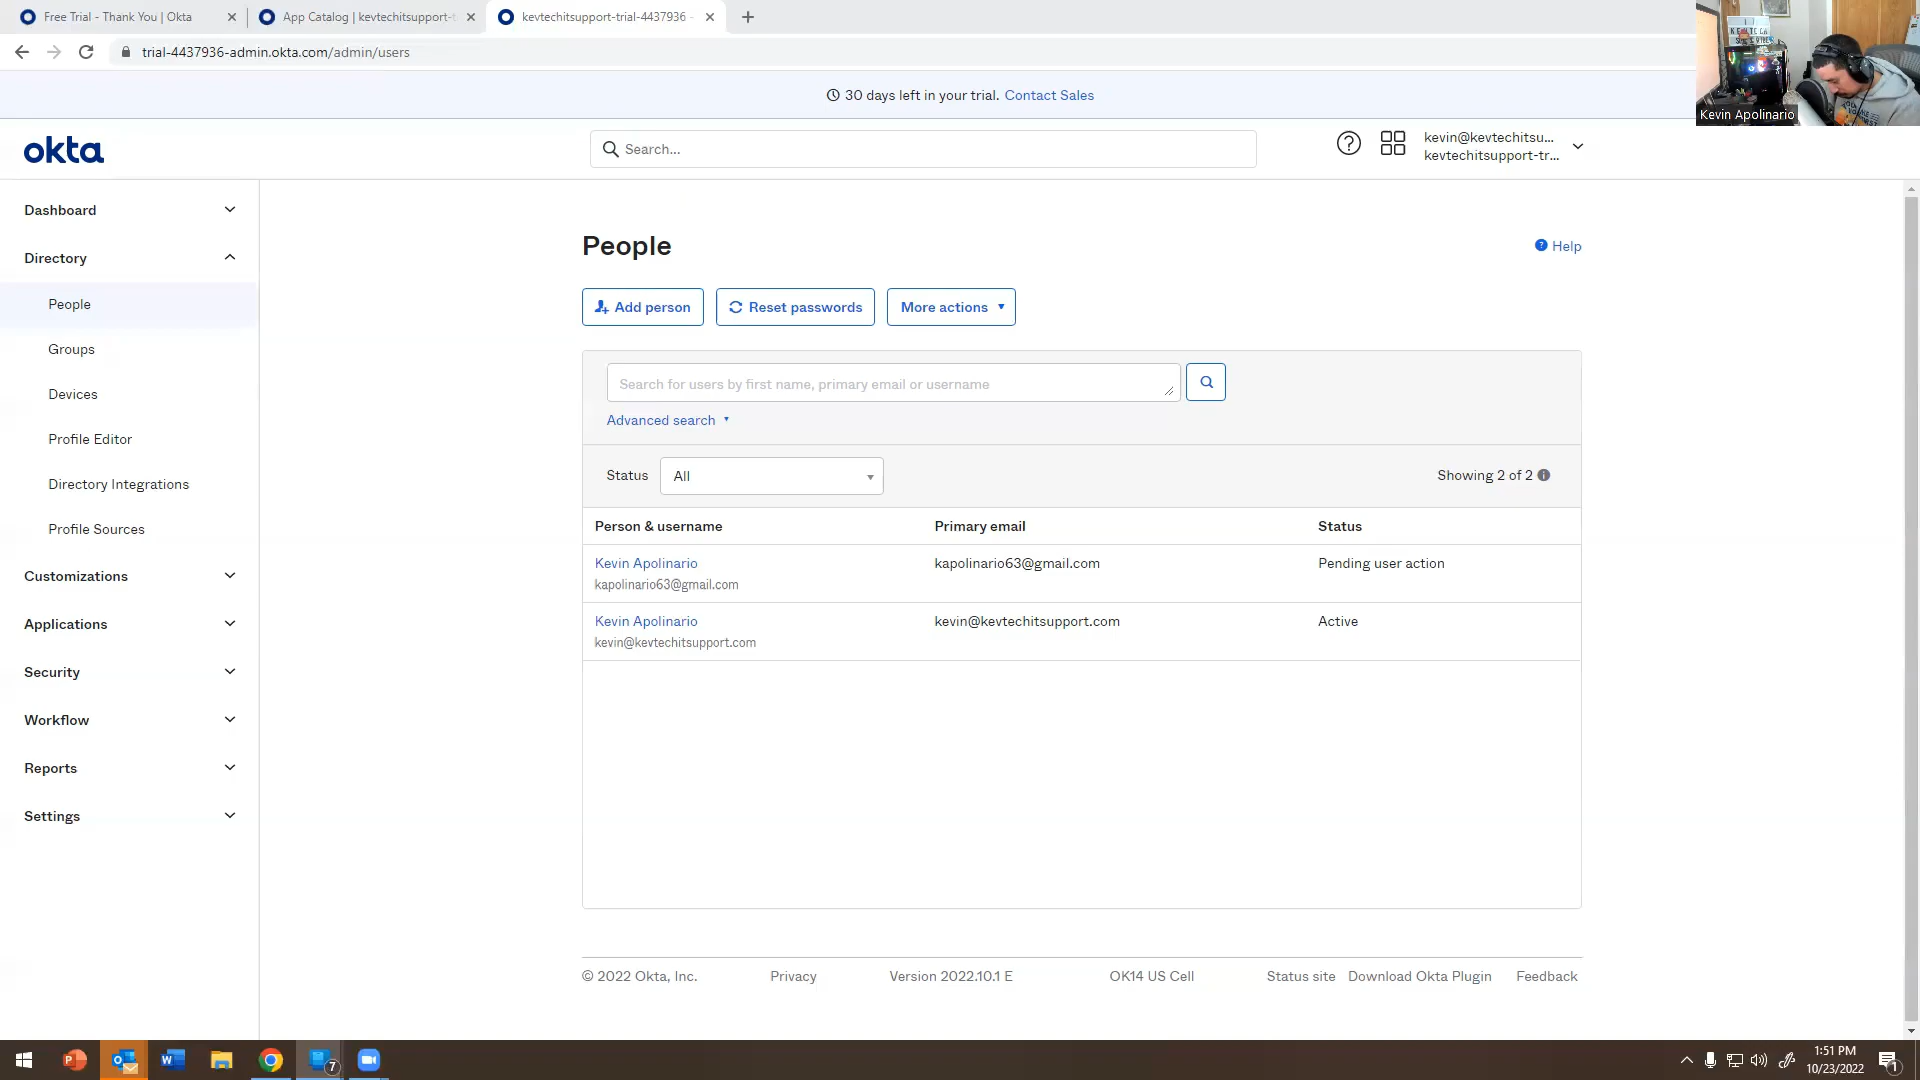 Free Trial - Thank You | Okta
App Catalog | kevtechitsupport-t
kevtechitsupport-trial-4437936 -
trial-4437936-admin.okta.com/admin/users
Kevin Apolinario
30 days left in your trial. Contact Sales
okta
Search...
kevin@kevtechitsu...
kevtechitsupport-tr...
Dashboard
Directory
People
Groups
Devices
Profile Editor
Directory Integrations
Profile Sources
Customizations
Applications
Security
Workflow
Reports
Settings
People
Help
Add person
Reset passwords
More actions
Search for users by first name, primary email or username
Advanced search
Status
All
Showing 2 of 2
Person & username
Primary email
Status
Kevin Apolinario
kapolinario63@gmail.com
Pending user action
kapolinario63@gmail.com
Kevin Apolinario
kevin@kevtechitsupport.com
Active
kevin@kevtechitsupport.com
© 2022 Okta, Inc.
Privacy
Version 2022.10.1 E
OK14 US Cell
Status site
Download Okta Plugin
Feedback
7
1:51 PM
10/23/2022
1